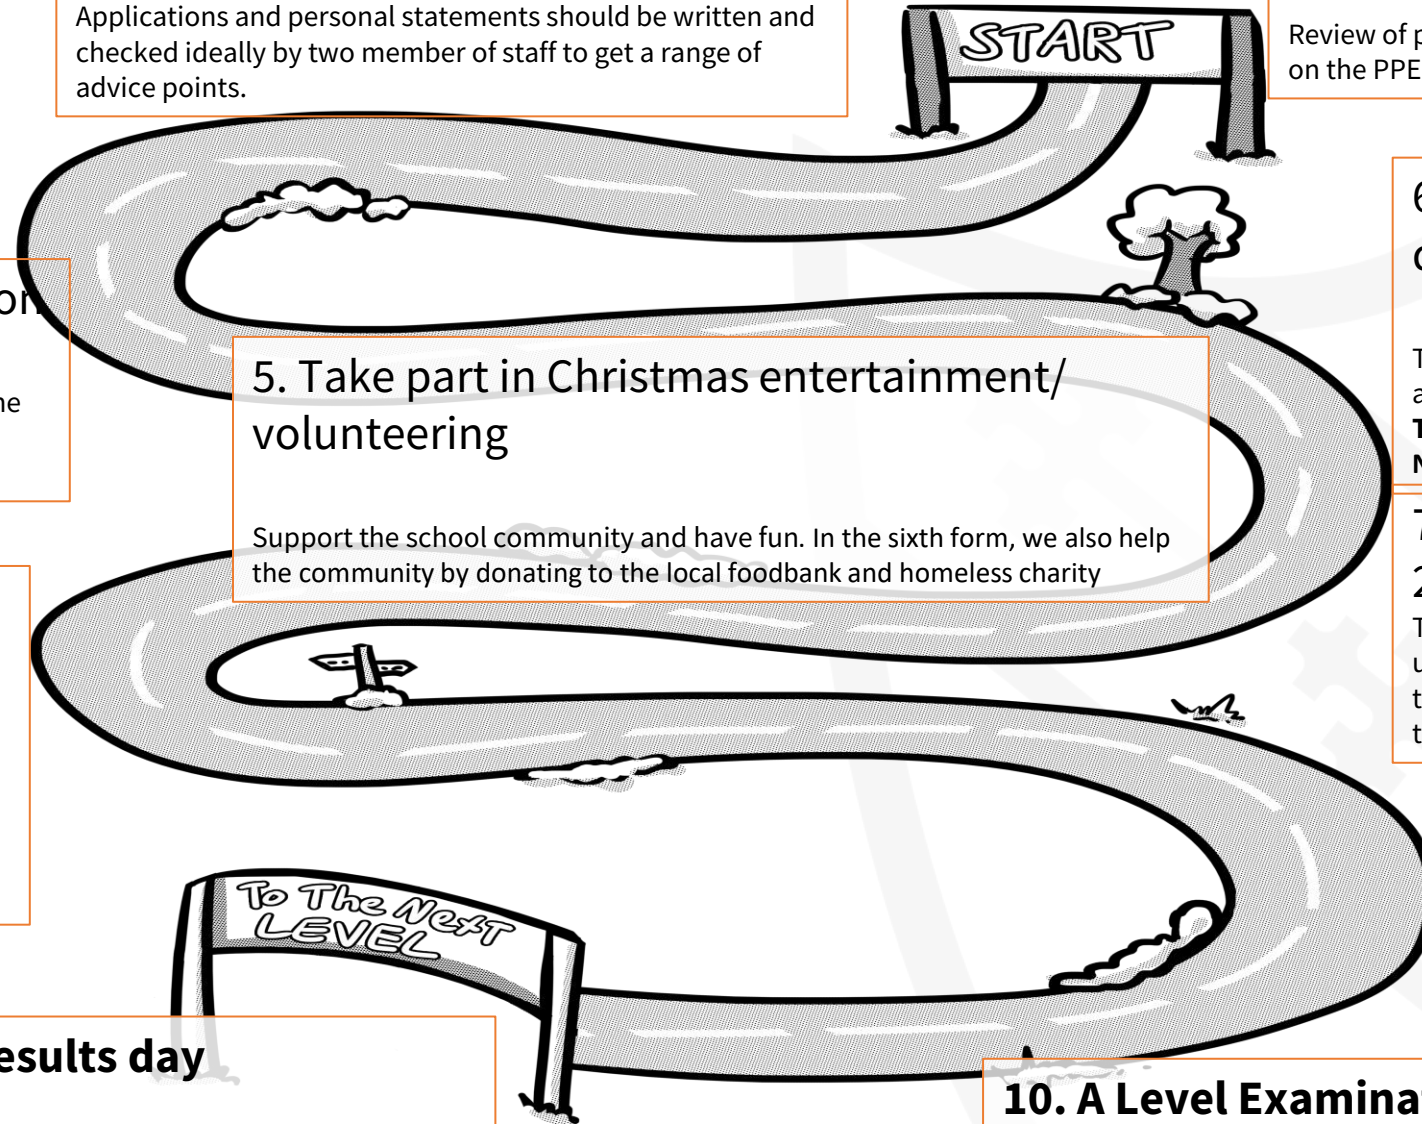 Applications and personal statements should be written and
checked ideally by two member of staff to get a range of
advice points.
START
Review of
on the PPE
on
5. Take part in Christmas entertainment/
volunteering
Support the school community and have fun. In the sixth form, we also help
the community by donating to the local foodbank and homeless charity
6
To The Next
LEVEL
esults day
10. A Level Examina